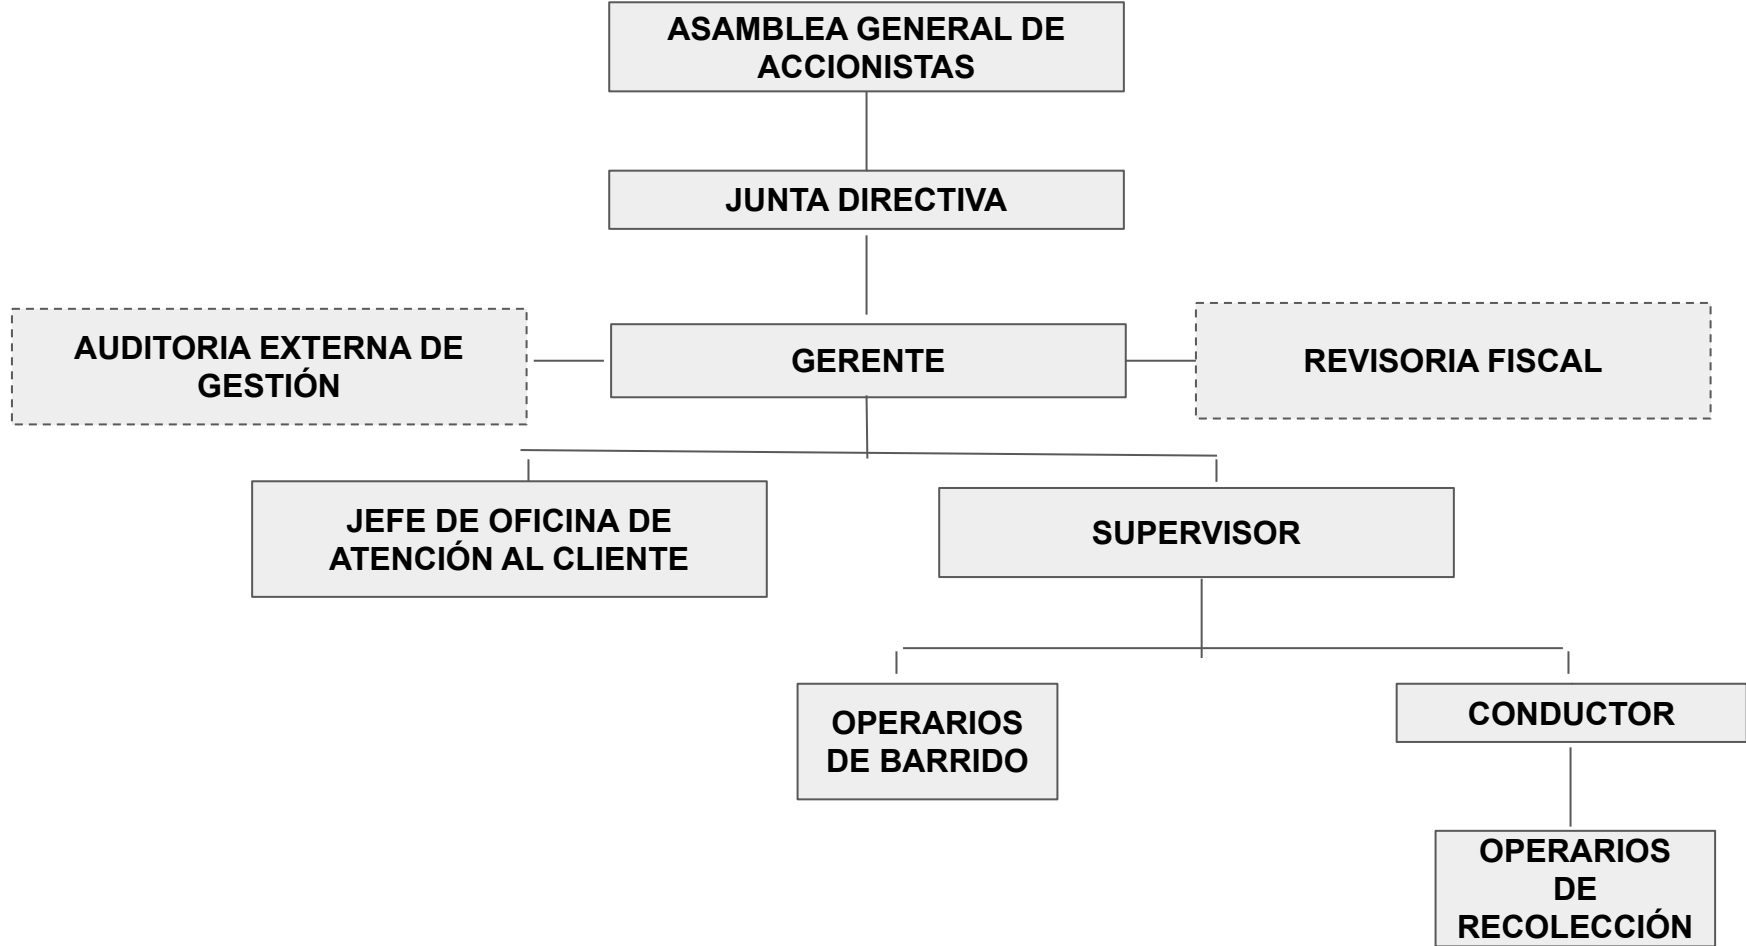 ASAMBLEA GENERAL DE
ACCIONISTAS
JUNTA DIRECTIVA
AUDITORIA EXTERNA DE
GESTIÓN
GERENTE
REVISORIA FISCAL
JEFE DE OFICINA DE
ATENCIÓN AL CLIENTE
SUPERVISOR
OPERARIOS
DE BARRIDO
CONDUCTOR
OPERARIOS
DE
RECOLECCIÓN